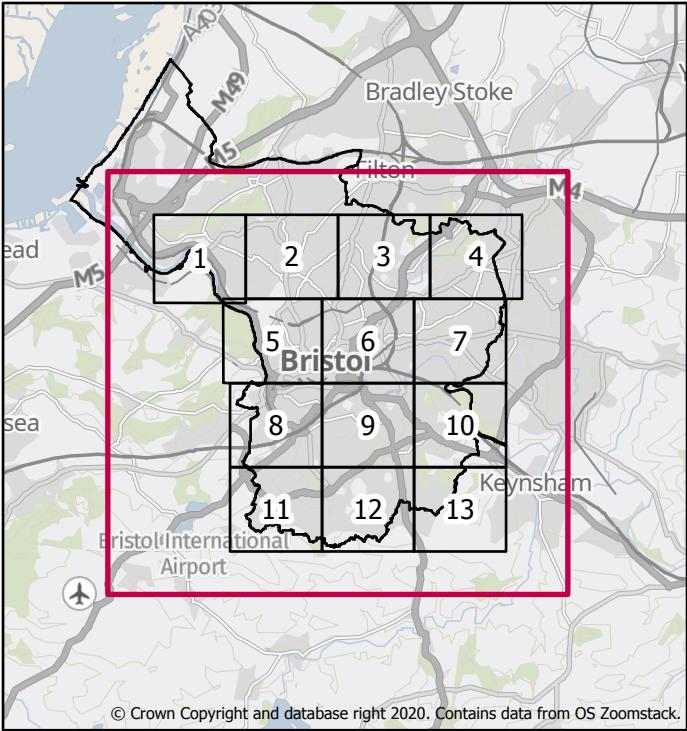 A403
M49
Bradley Stoke
M5
Filton
M4
ead
1
2
3
4
M5
5
6
7
Bristol
sea
8
9
10
Keynsham
11
12
13
Bristol International
Airport
© Crown Copyright and database right 2020. Contains data from OS Zoomstack.